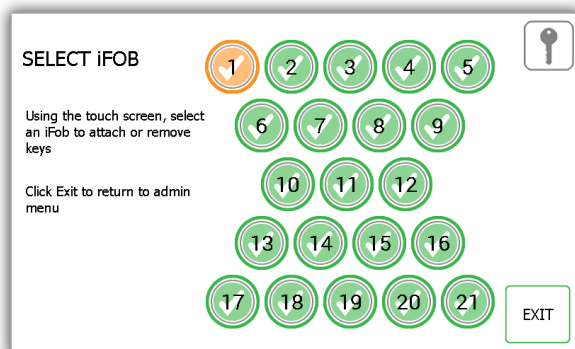 SELECT iFOB
1 2 3 4 5
Using the touch screen, select
an iFob to attach or remove
keys
6 7 8 9
Click Exit to return to admin
menu
10 11 12
13 14 15 16
17 18 19 20 21
EXIT